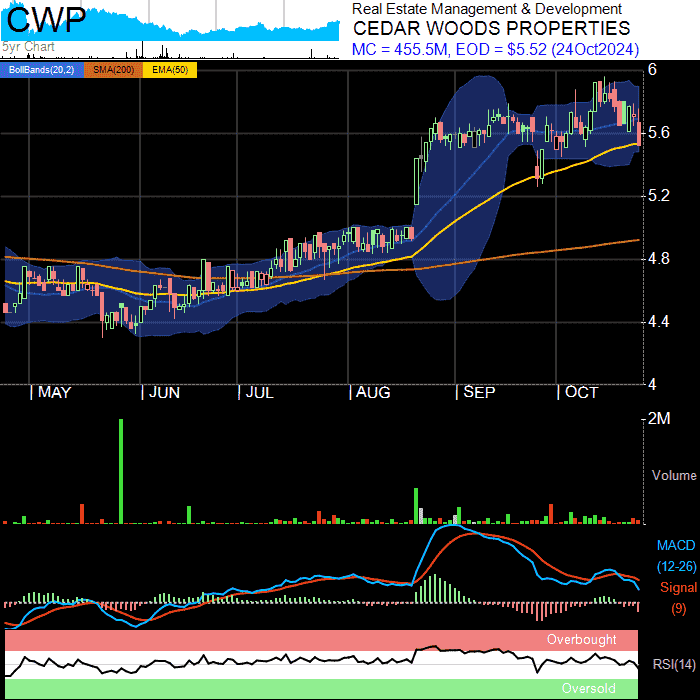 CWP
5yr Chart
Real Estate Management & Development
CEDAR WOODS PROPERTIES
MC = 455.5M, EOD = $5.52 (24Oct2024)
BollBands(20,2) SMA(200) EMA(50)
6
5.6
5.2
4.8
4.4
4
MAY JUN JUL AUG SEP OCT
2M
Volume
MACD
(12-26)
Signal
(9)
Overbought
RSI(14)
Oversold